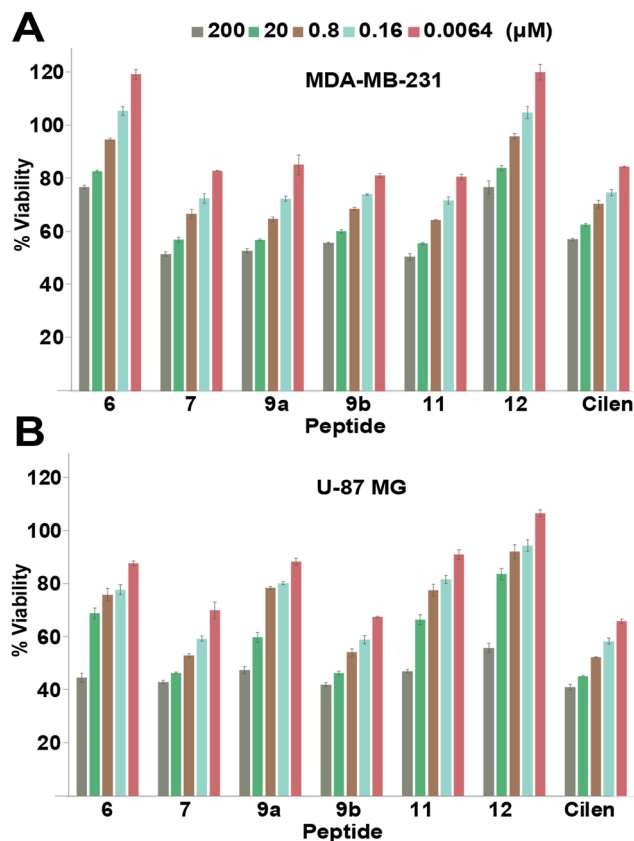 A
200 20 0.8 0.16 0.0064 (µM)
MDA-MB-231
% Viability
120
100
80
60
40
20
6 7 9a 9b 11 12 Cilen
Peptide
B
U-87 MG
% Viability
120
100
80
60
40
20
6 7 9a 9b 11 12 Cilen
Peptide